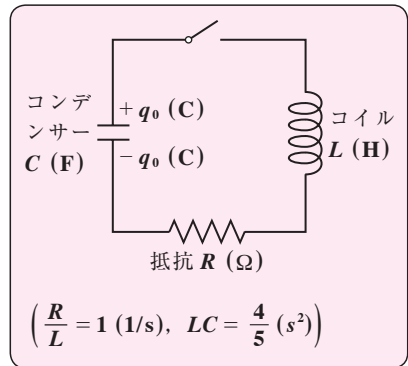 コンデ
ンサー
C (F)
+ q₀ (C)
− q₀ (C)
コイル
L (H)
抵抗 R (Ω)
(R/L = 1 (1/s), LC = 4/5 (s²))